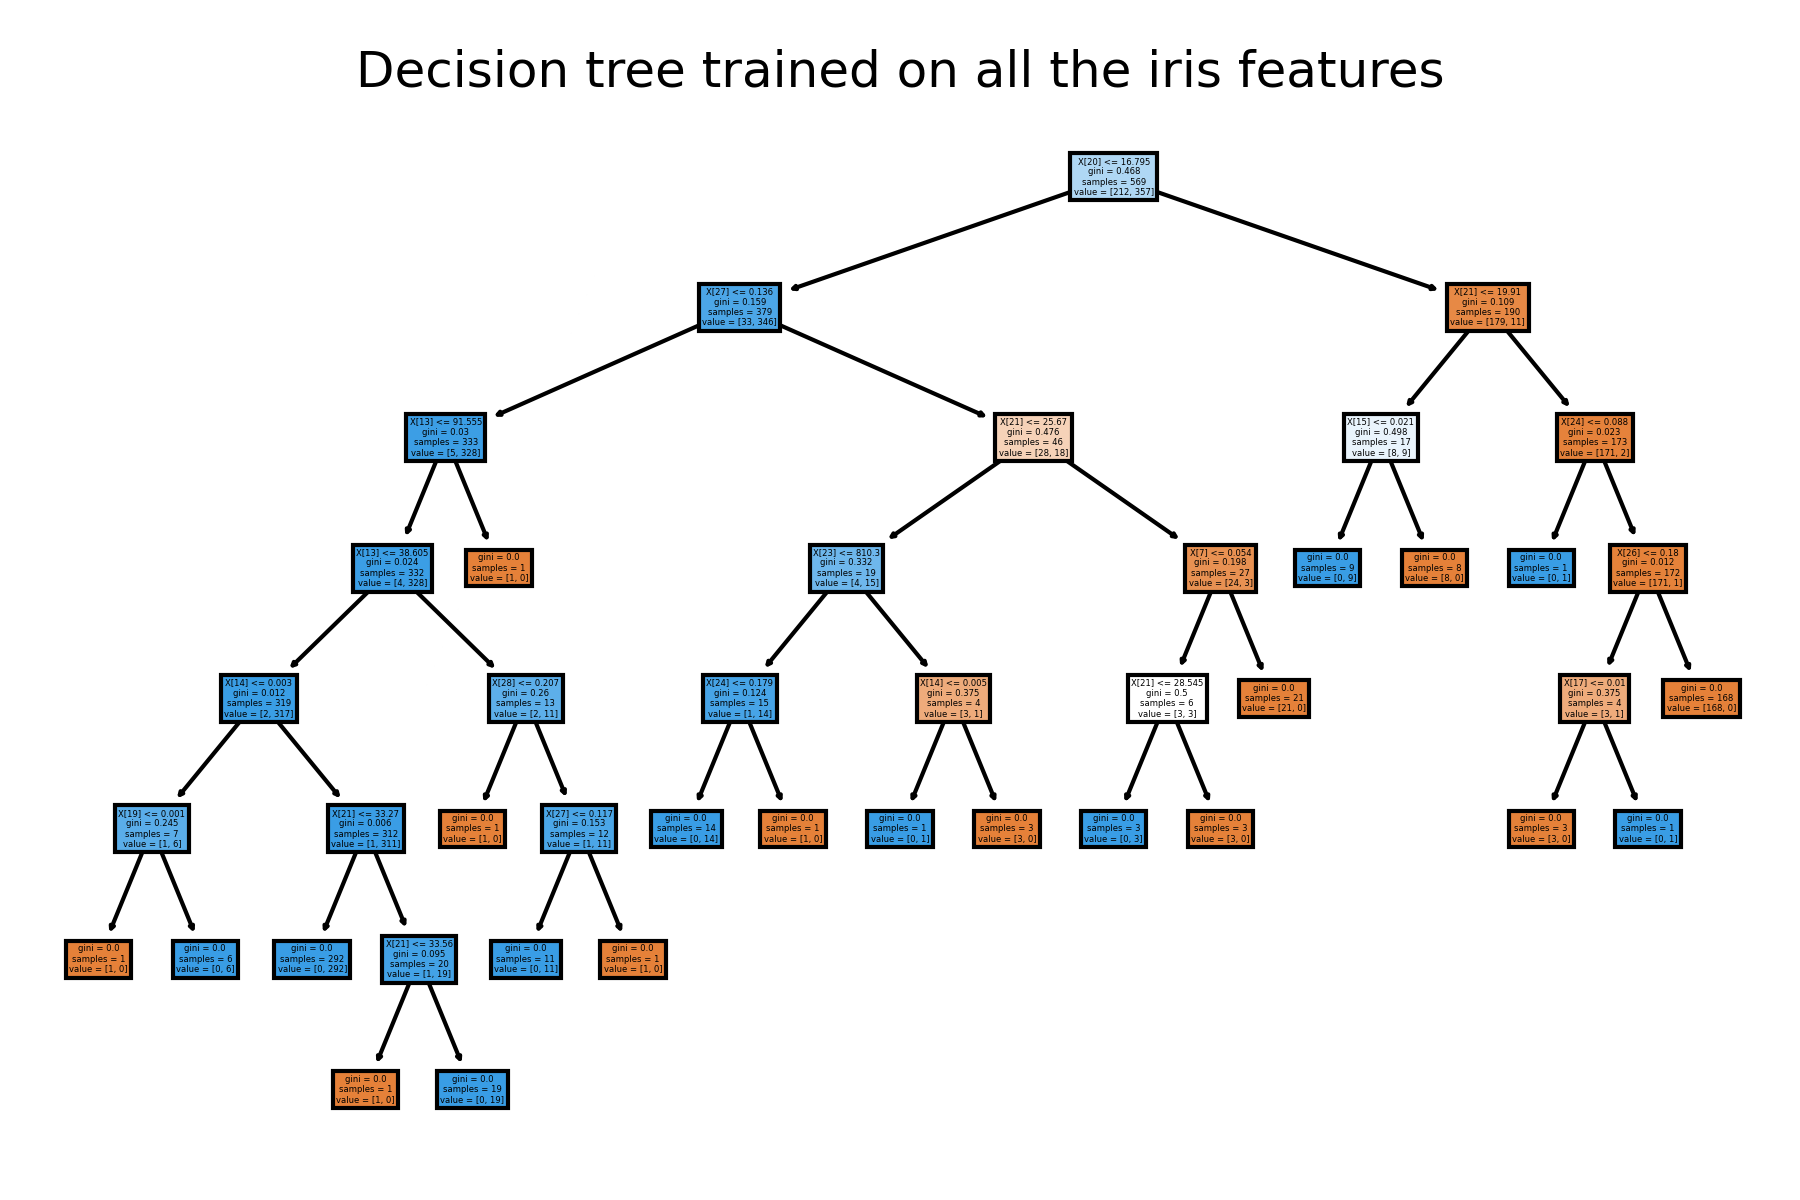 Decision tree trained on all the iris features
X[20] <= 16.795
gini = 0.468
samples = 569
value = [212, 357]
X[27] <= 0.136
gini = 0.159
samples = 379
value = [33, 346]
X[21] <= 19.91
gini = 0.109
samples = 190
value = [179, 11]
X[13] <= 91.555
gini = 0.03
samples = 333
value = [5, 328]
X[21] <= 25.67
gini = 0.476
samples = 46
value = [28, 18]
X[15] <= 0.021
gini = 0.498
samples = 17
value = [8, 9]
X[24] <= 0.088
gini = 0.023
samples = 173
value = [171, 2]
X[13] <= 38.605
gini = 0.024
samples = 332
value = [4, 328]
gini = 0.0
samples = 1
value = [1, 0]
X[23] <= 810.3
gini = 0.332
samples = 19
value = [4, 15]
X[7] <= 0.054
gini = 0.198
samples = 27
value = [24, 3]
gini = 0.0
samples = 9
value = [0, 9]
gini = 0.0
samples = 8
value = [8, 0]
gini = 0.0
samples = 1
value = [0, 1]
X[26] <= 0.18
gini = 0.012
samples = 172
value = [171, 1]
X[14] <= 0.003
gini = 0.012
samples = 319
value = [2, 317]
X[28] <= 0.207
gini = 0.26
samples = 13
value = [2, 11]
X[24] <= 0.179
gini = 0.124
samples = 15
value = [1, 14]
X[14] <= 0.005
gini = 0.375
samples = 4
value = [3, 1]
X[21] <= 28.545
gini = 0.5
samples = 6
value = [3, 3]
gini = 0.0
samples = 21
value = [21, 0]
X[17] <= 0.01
gini = 0.375
samples = 4
value = [3, 1]
gini = 0.0
samples = 168
value = [168, 0]
X[19] <= 0.001
gini = 0.245
samples = 7
value = [1, 6]
X[21] <= 33.27
gini = 0.006
samples = 312
value = [1, 311]
gini = 0.0
samples = 1
value = [1, 0]
X[27] <= 0.117
gini = 0.153
samples = 12
value = [1, 11]
gini = 0.0
samples = 14
value = [0, 14]
gini = 0.0
samples = 1
value = [1, 0]
gini = 0.0
samples = 1
value = [0, 1]
gini = 0.0
samples = 3
value = [3, 0]
gini = 0.0
samples = 3
value = [0, 3]
gini = 0.0
samples = 3
value = [3, 0]
gini = 0.0
samples = 3
value = [3, 0]
gini = 0.0
samples = 1
value = [0, 1]
gini = 0.0
samples = 1
value = [1, 0]
gini = 0.0
samples = 6
value = [0, 6]
gini = 0.0
samples = 292
value = [0, 292]
X[21] <= 33.56
gini = 0.095
samples = 20
value = [1, 19]
gini = 0.0
samples = 11
value = [0, 11]
gini = 0.0
samples = 1
value = [1, 0]
gini = 0.0
samples = 1
value = [1, 0]
gini = 0.0
samples = 19
value = [0, 19]